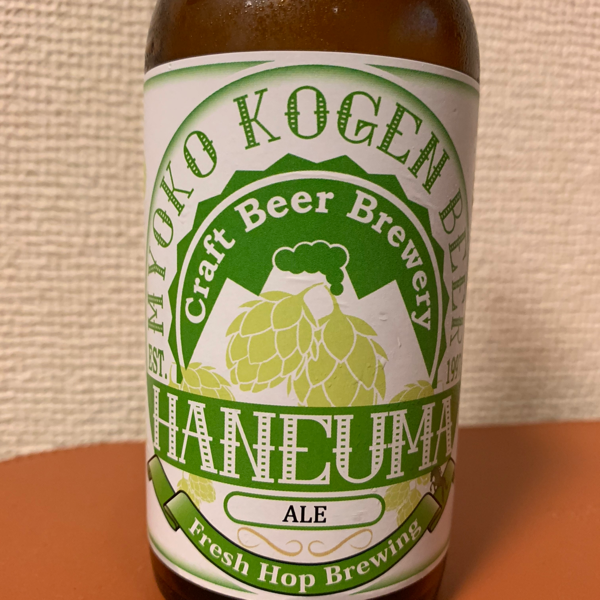 MYOKO KOGEN BEER
Craft Beer Brewery
EST.
HANEUMA
ALE
Fresh Hop Brewing